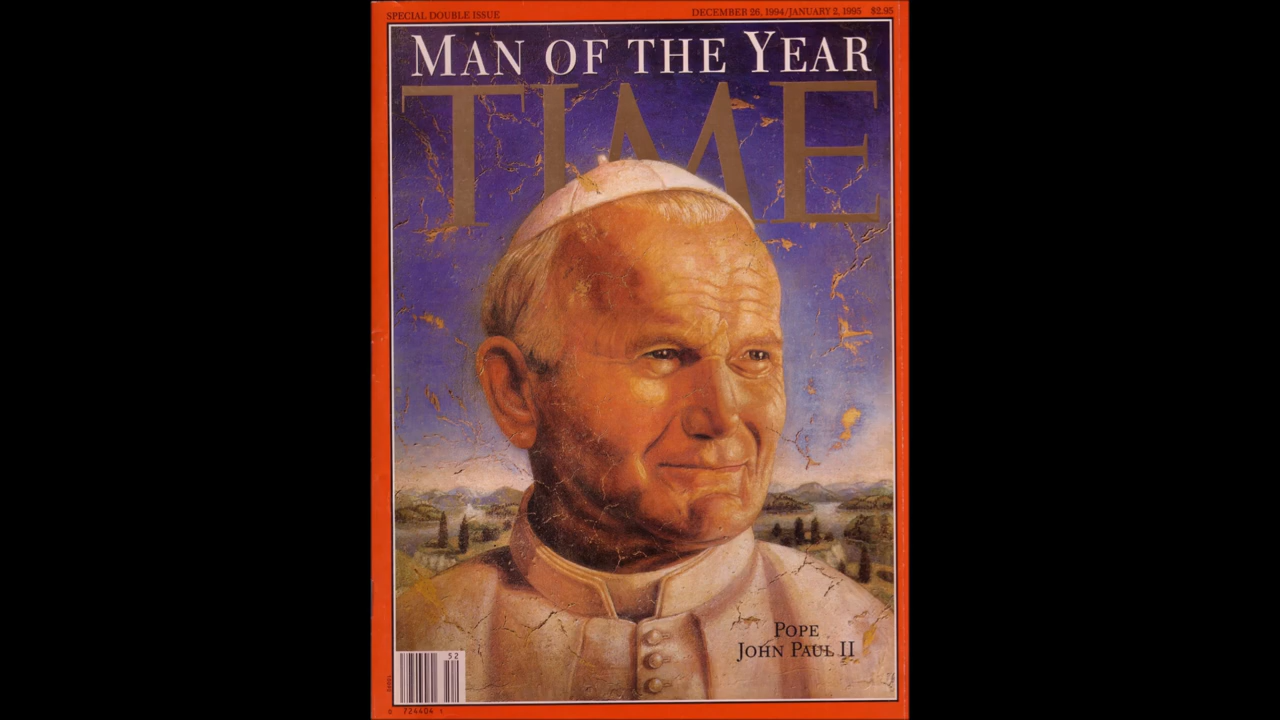 SPECIAL DOUBLE ISSUE
DECEMBER 26, 1994/JANUARY 2, 1995 $2.95
MAN OF THE YEAR
TIME
POPE
JOHN PAUL II
52
724404